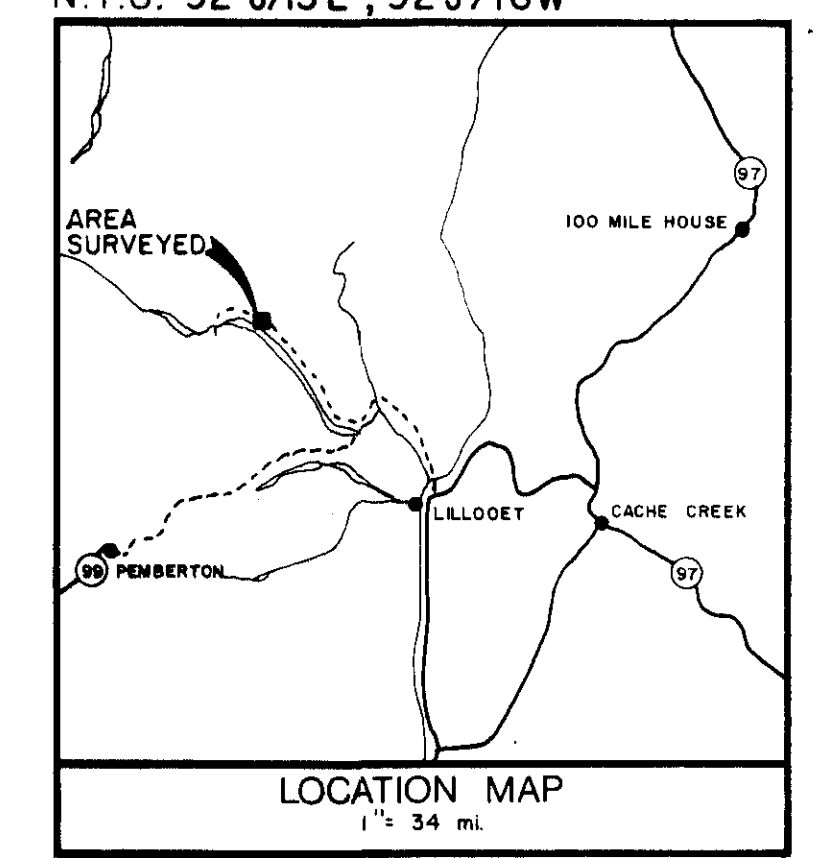 97
100 MILE HOUSE
AREA
SURVEYED
LILLOOET
CACHE CREEK
99 PEMBERTON
97
LOCATION MAP
1"= 34 mi.